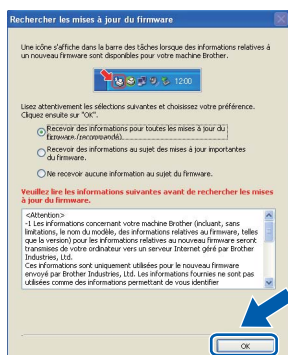 Rechercher les mises à jour du firmware
Une icône s'affiche dans la barre des tâches lorsque des informations relatives à
un nouveau firmware sont disponibles pour votre machine Brother.
12:00
Lisez attentivement les sélections suivantes et choisissez votre préférence.
Cliquez ensuite sur "OK".
Recevoir des informations pour toutes les mises à jour du
firmware.(recommandé)
Recevoir des informations au sujet des mises à jour importantes
du firmware.
Ne recevoir aucune information au sujet du firmware.
Veuillez lire les informations suivantes avant de rechercher les mises
à jour du firmware.
<Attention>
-1 Les informations concernant votre machine Brother (incluant, sans
limitations, le nom du modèle, des informations relatives au firmware, telles
que la version) pour les informations relatives au nouveau firmware seront
transmises de votre ordinateur vers un serveur Internet géré par Brother
Industries, Ltd.
Ces informations sont uniquement utilisées pour le nouveau firmware
envoyé par Brother Industries, Ltd. Les informations fournies ne sont pas
utilisées comme des informations permettant de vous identifier
OK